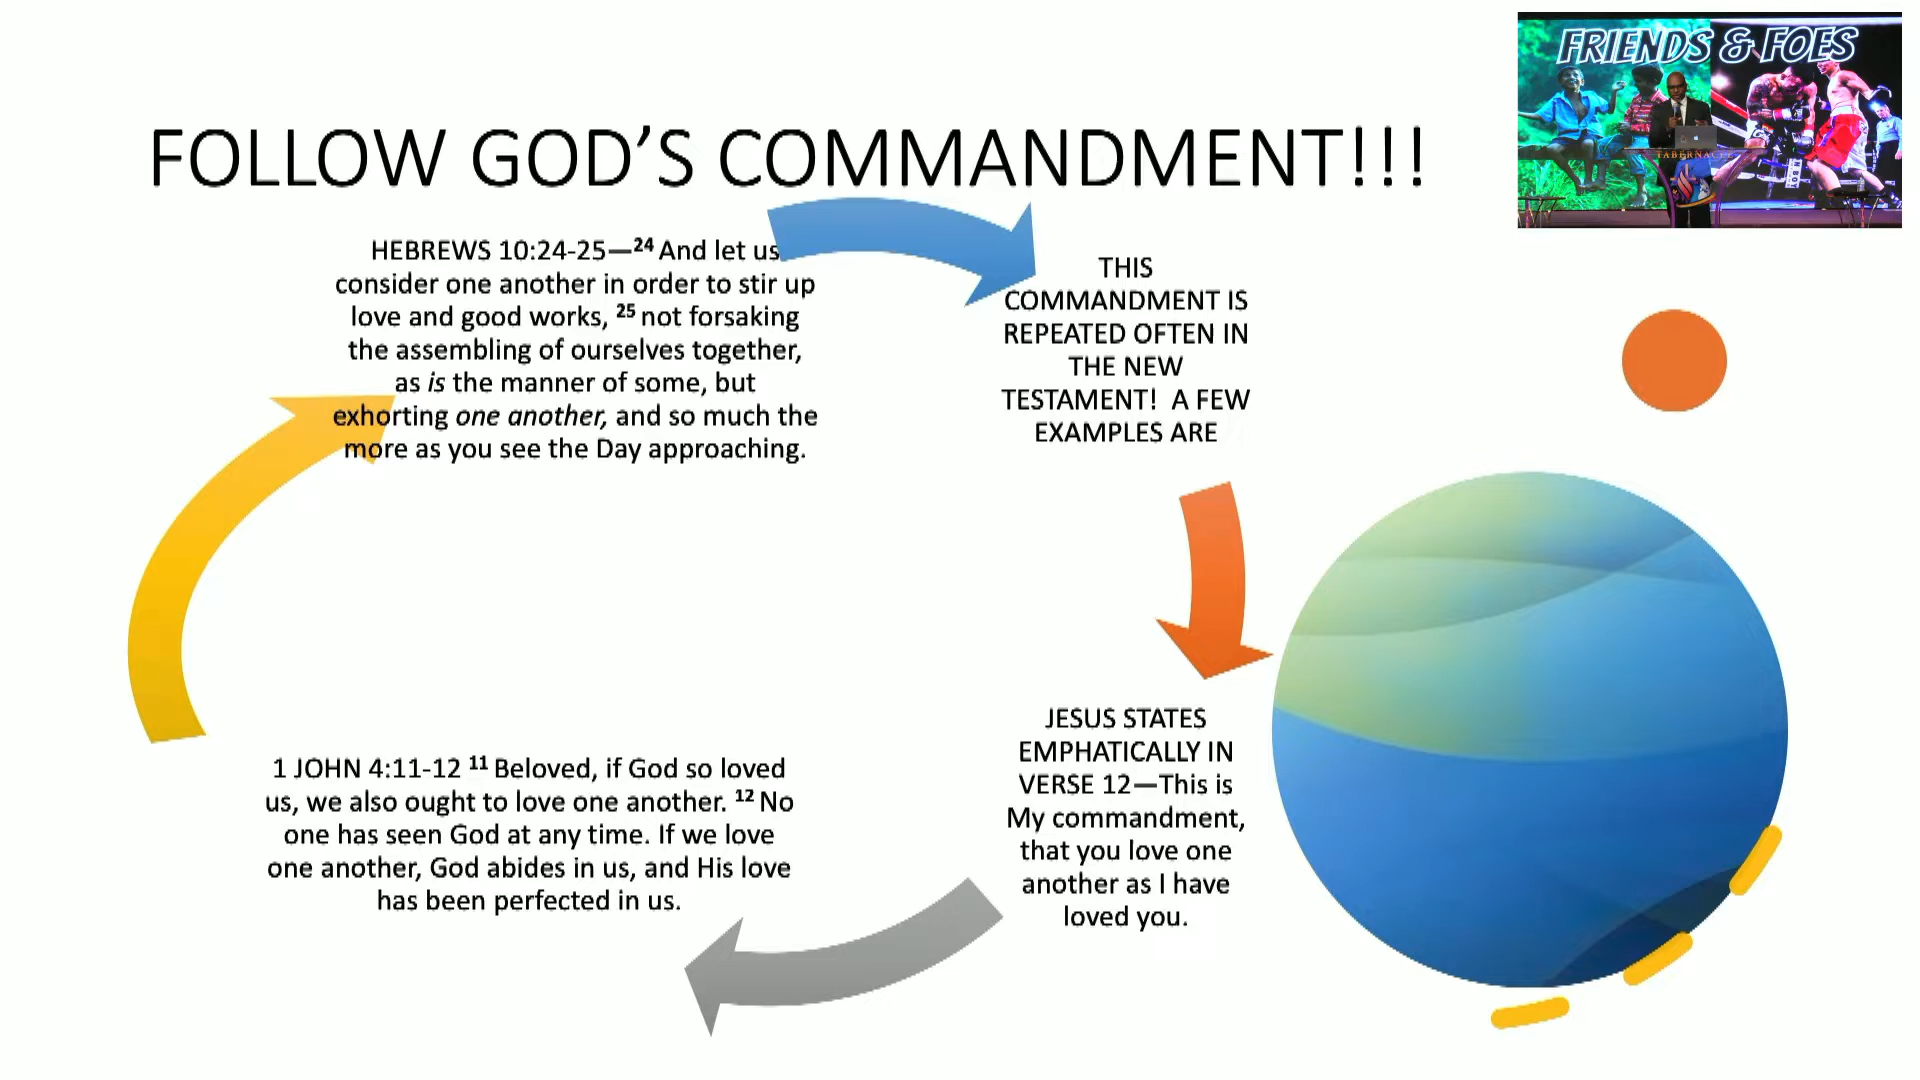 FOLLOW GOD’S COMMANDMENT!!!
FRIENDS & FOES
TABERNACLE
HEBREWS 10:24-25—24 And let us
consider one another in order to stir up
love and good works, 25 not forsaking
the assembling of ourselves together,
as is the manner of some, but
exhorting one another, and so much the
more as you see the Day approaching.
THIS
COMMANDMENT IS
REPEATED OFTEN IN
THE NEW
TESTAMENT!  A FEW
EXAMPLES ARE
JESUS STATES
EMPHATICALLY IN
VERSE 12—This is
My commandment,
that you love one
another as I have
loved you.
1 JOHN 4:11-12 11 Beloved, if God so loved
us, we also ought to love one another. 12 No
one has seen God at any time. If we love
one another, God abides in us, and His love
has been perfected in us.